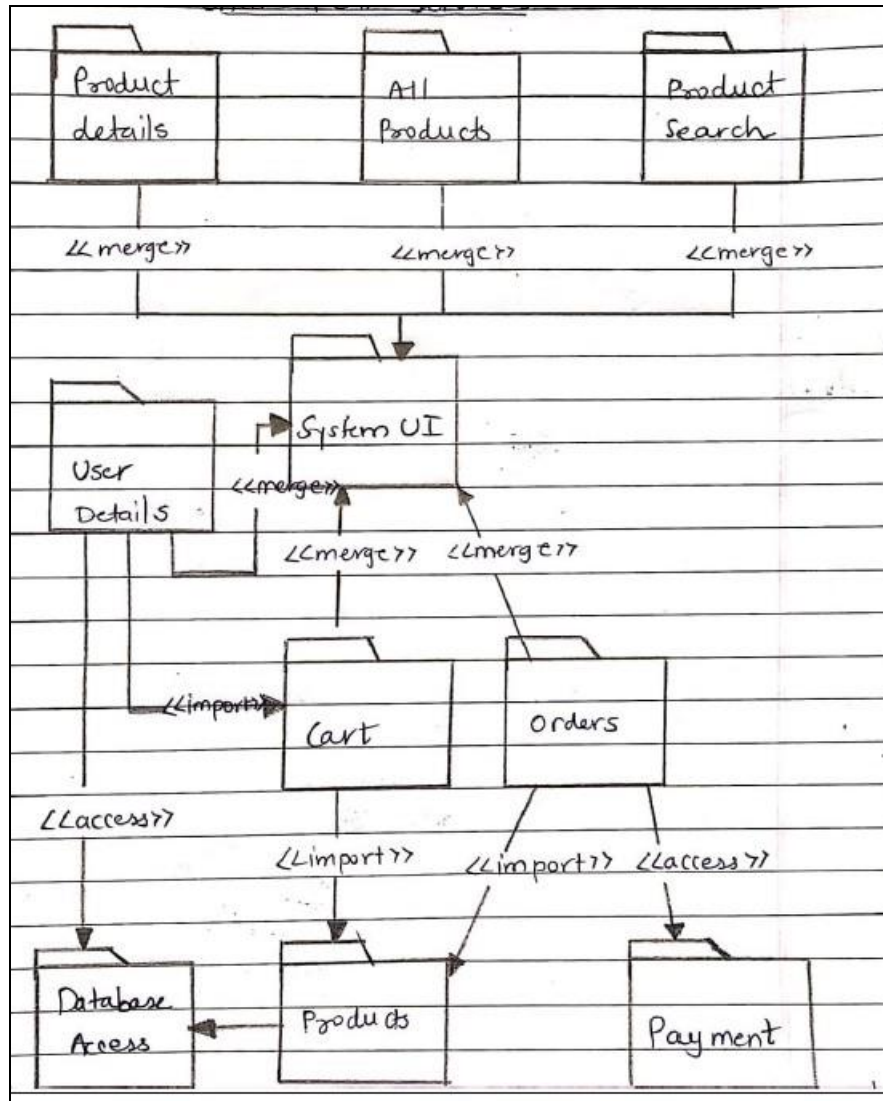 Product
details
All
Products
Product
Search
<<merge>>
<<merge>>
<<merge>>
System UI
User
Details
<<merge>>
<<merge>>
<<merge>>
<<import>>
Cart
Orders
<<access>>
<<import>>
<<import>>
<<access>>
Database
Access
Products
Payment